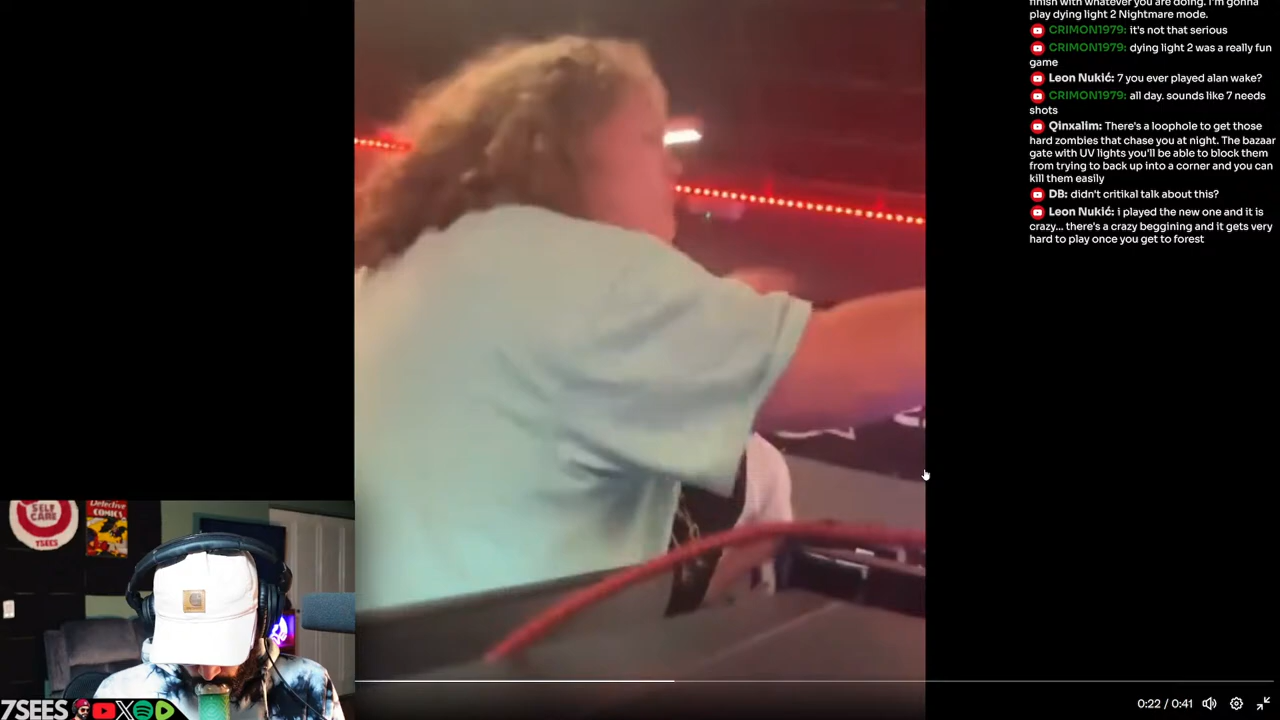 finish with whatever you are doing. I'm gonna
play dying light 2 Nightmare mode.
CRIMON1979: it's not that serious
CRIMON1979: dying light 2 was a really fun
game
Leon Nukić: 7 you ever played alan wake?
CRIMON1979: all day. sounds like 7 needs
shots
Qinxalim: There's a loophole to get those
hard zombies that chase you at night. The bazaar
gate with UV lights you'll be able to block them
from trying to back up into a corner and you can
kill them easily
DB: didn't critikal talk about this?
Leon Nukić: i played the new one and it is
crazy... there's a crazy beggining and it gets very
hard to play once you get to forest
SELF
CARE
7SEES
Detective
COMICS
7SEES
0:22 / 0:41